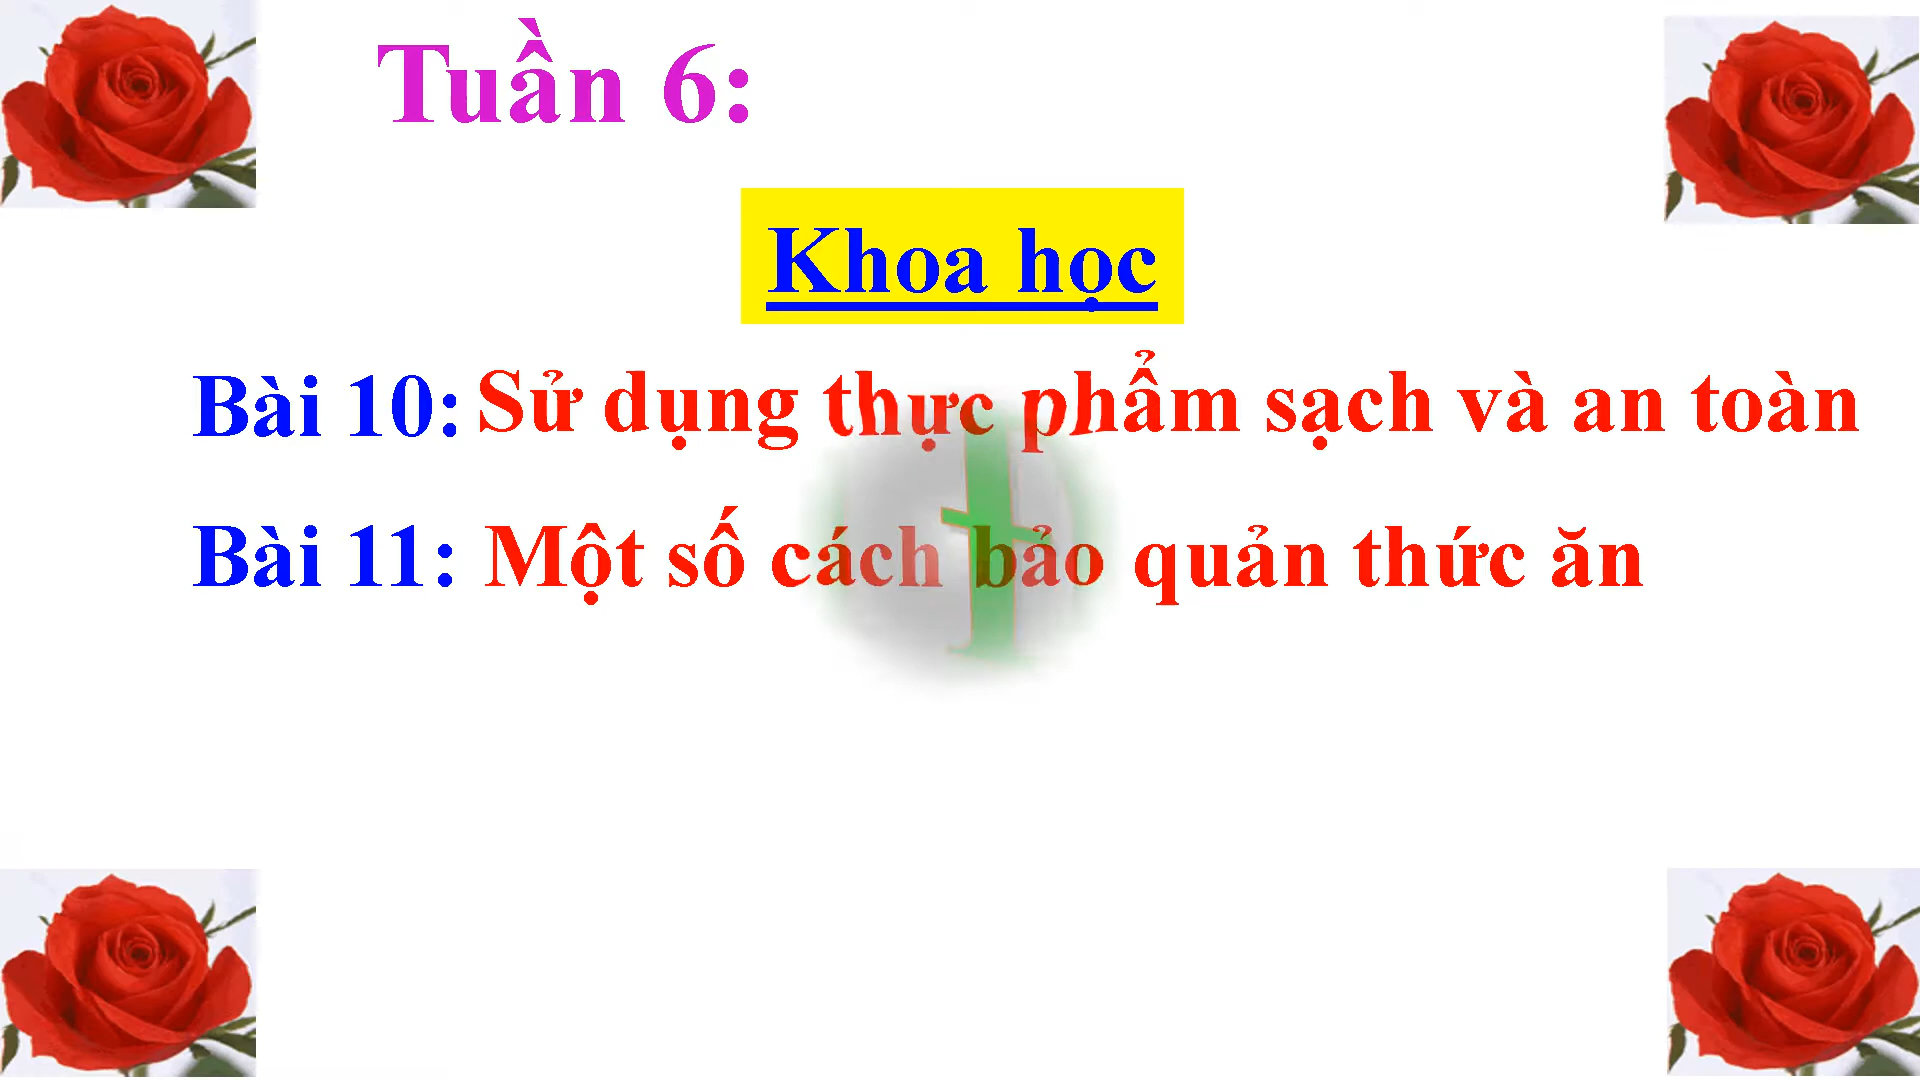 Tuần 6:
Khoa học
Bài 10: Sử dụng thực phẩm sạch và an toàn
Bài 11: Một số cách bảo quản thức ăn